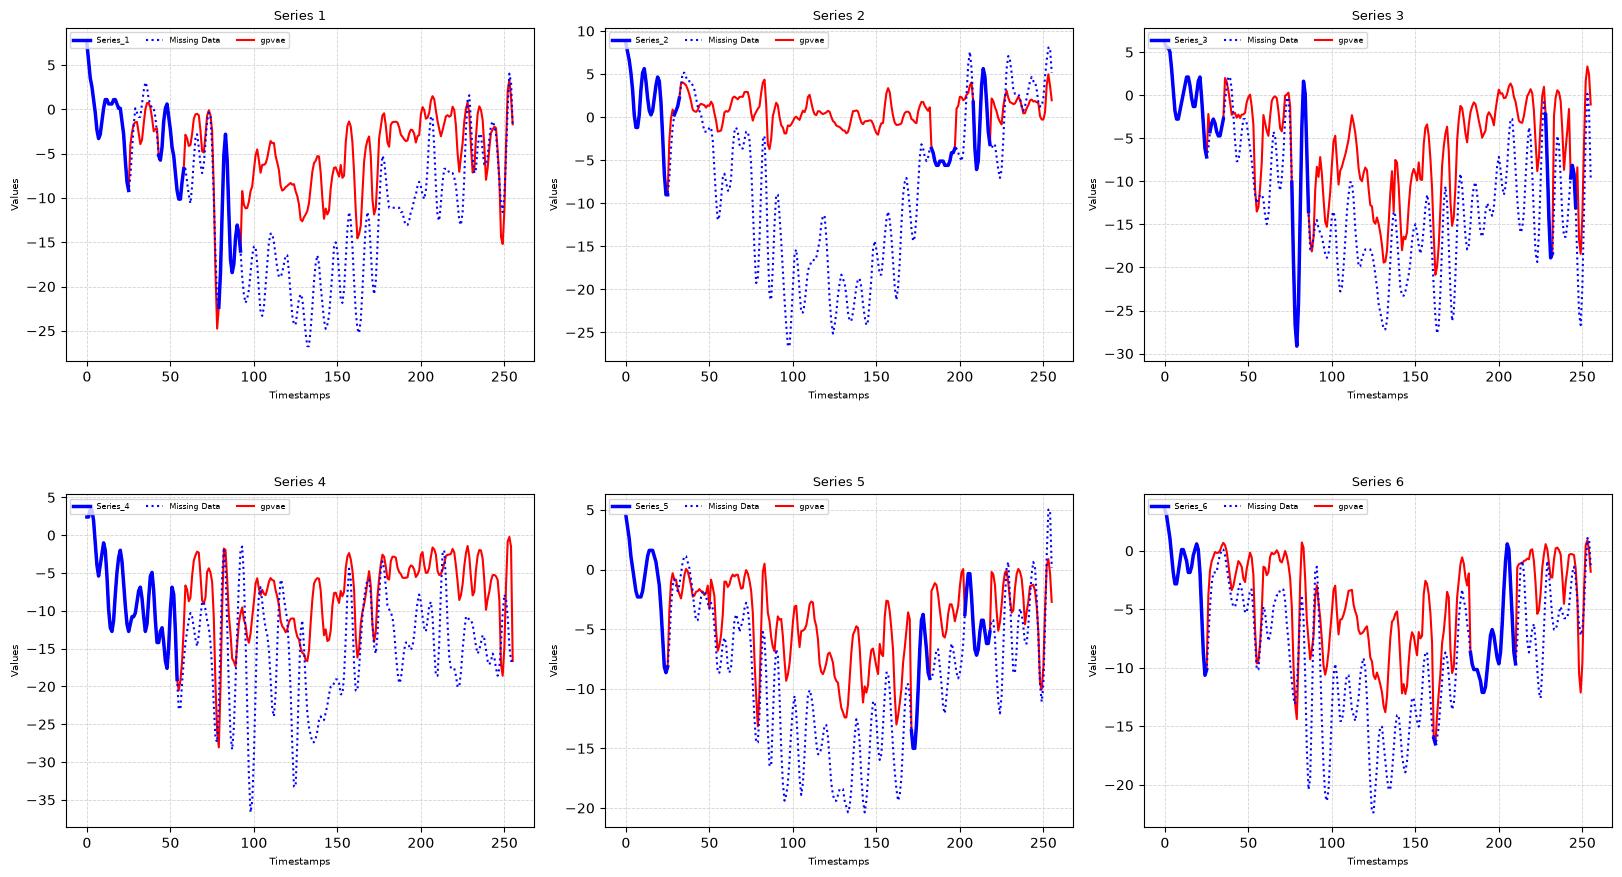 Series 1
Series_1 Missing Data gpvae
5
0
−5
−10
−15
−20
−25
Values
0 50 100 150 200 250
Timestamps
Series 2
Series_2 Missing Data gpvae
10
5
0
−5
−10
−15
−20
−25
Values
0 50 100 150 200 250
Timestamps
Series 3
Series_3 Missing Data gpvae
5
0
−5
−10
−15
−20
−25
−30
Values
0 50 100 150 200 250
Timestamps
Series 4
Series_4 Missing Data gpvae
5
0
−5
−10
−15
−20
−25
−30
−35
Values
0 50 100 150 200 250
Timestamps
Series 5
Series_5 Missing Data gpvae
5
0
−5
−10
−15
−20
Values
0 50 100 150 200 250
Timestamps
Series 6
Series_6 Missing Data gpvae
0
−5
−10
−15
−20
Values
0 50 100 150 200 250
Timestamps